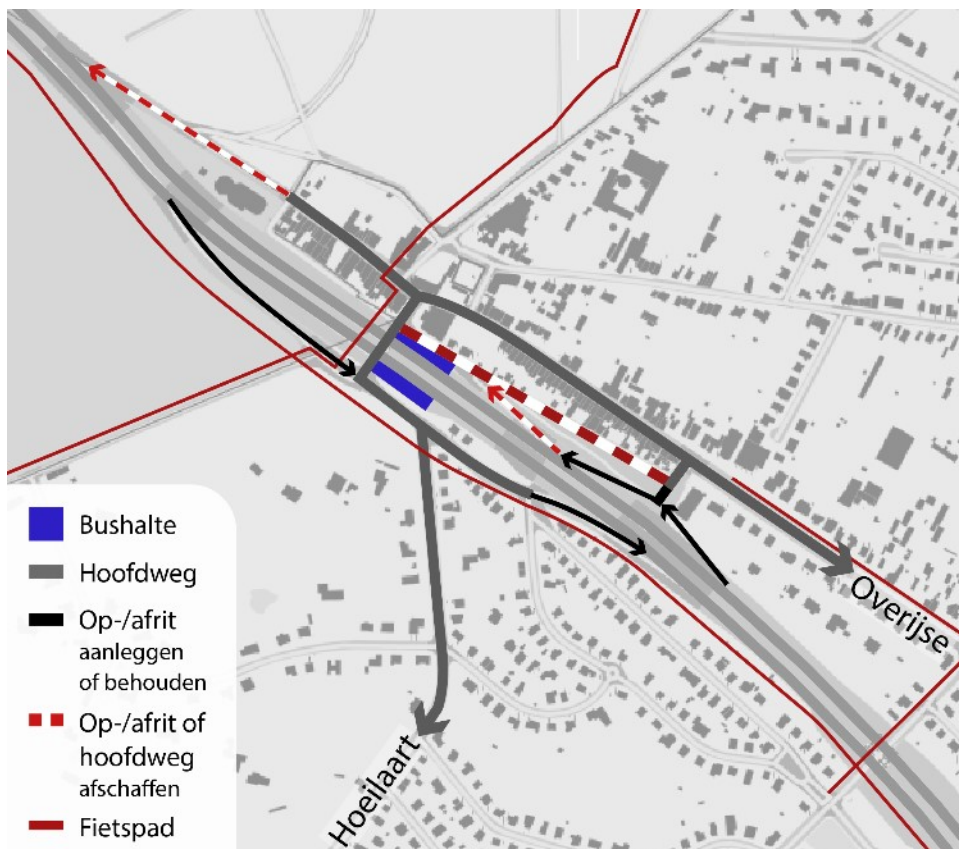 Bushalte
Hoofdweg
Op-/afrit
aanleggen
of behouden
Op-/afrit of
hoofdweg
afschaffen
Fietspad
Hoeilaart
Overijse